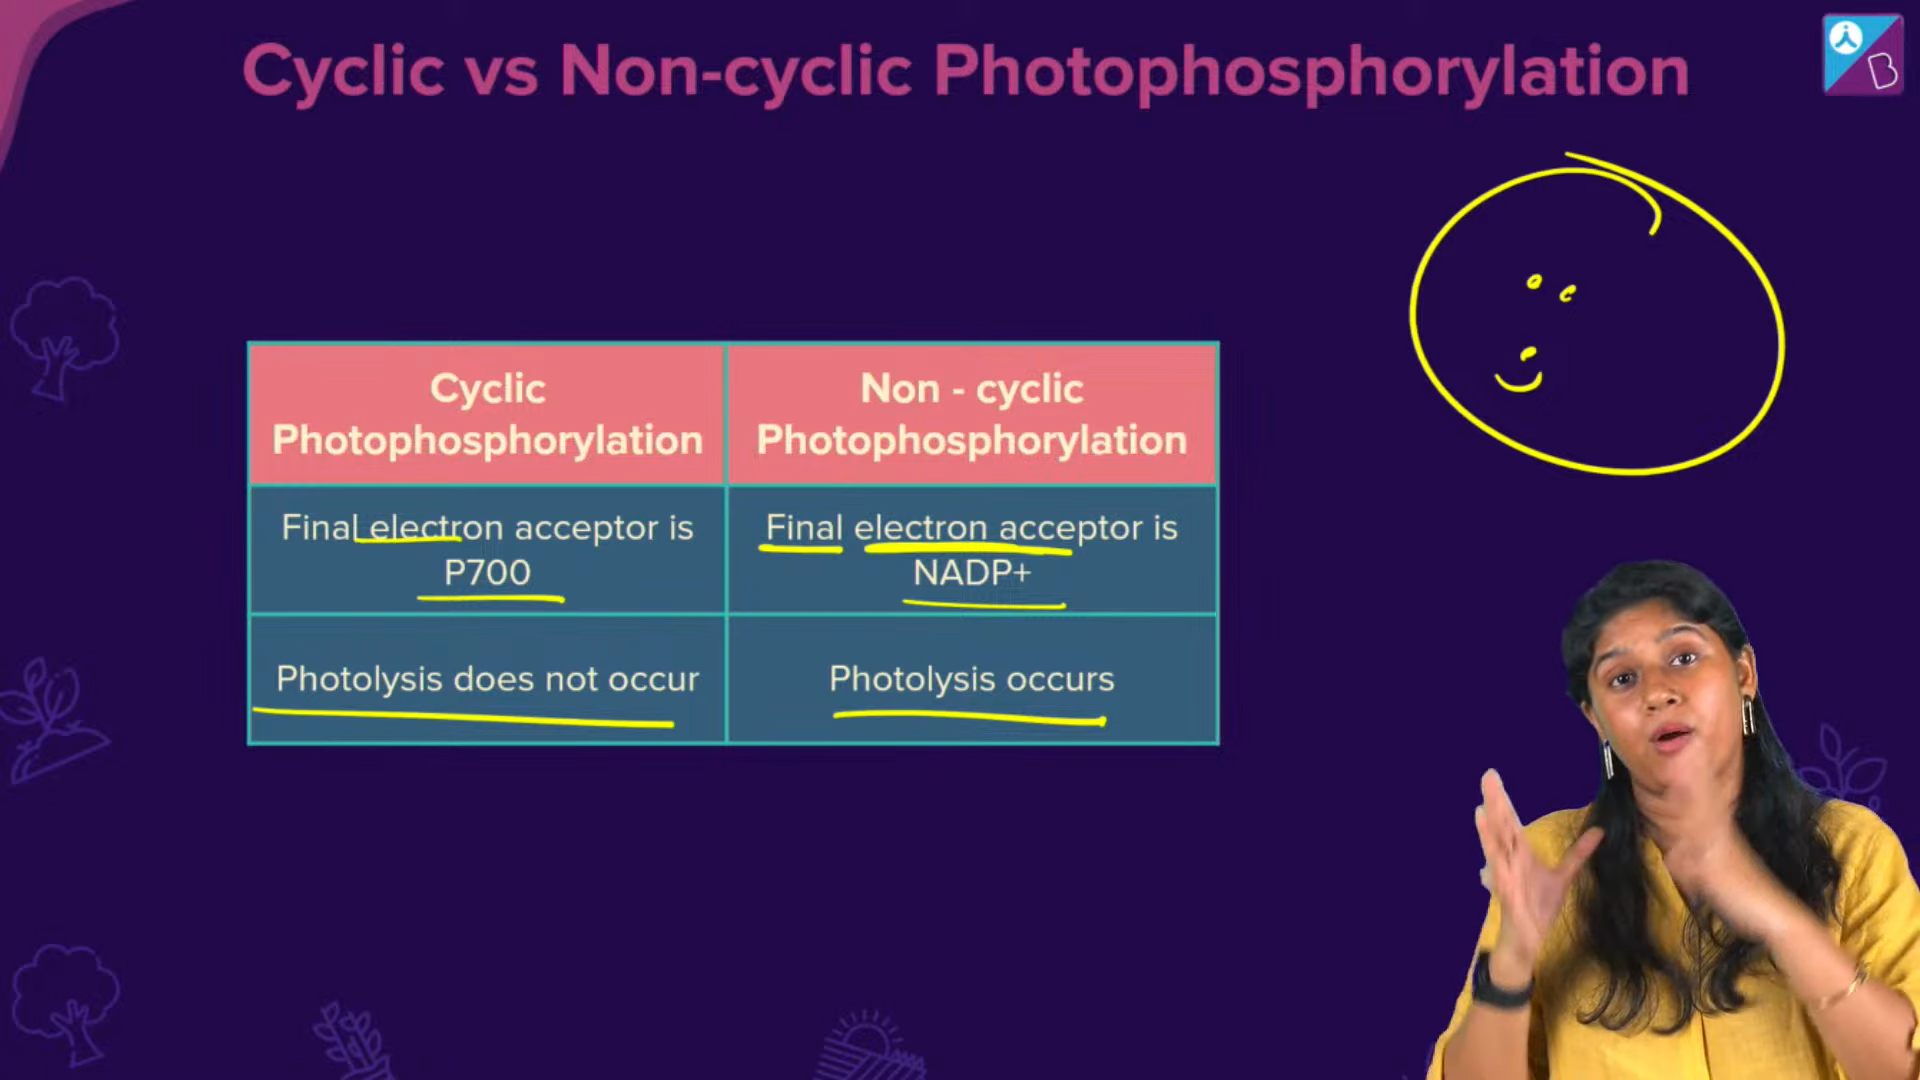 Cyclic vs Non-cyclic Photophosphorylation
B
Cyclic
Photophosphorylation
Non - cyclic
Photophosphorylation
Final electron acceptor is
P700
Final electron acceptor is
NADP+
Photolysis does not occur
Photolysis occurs